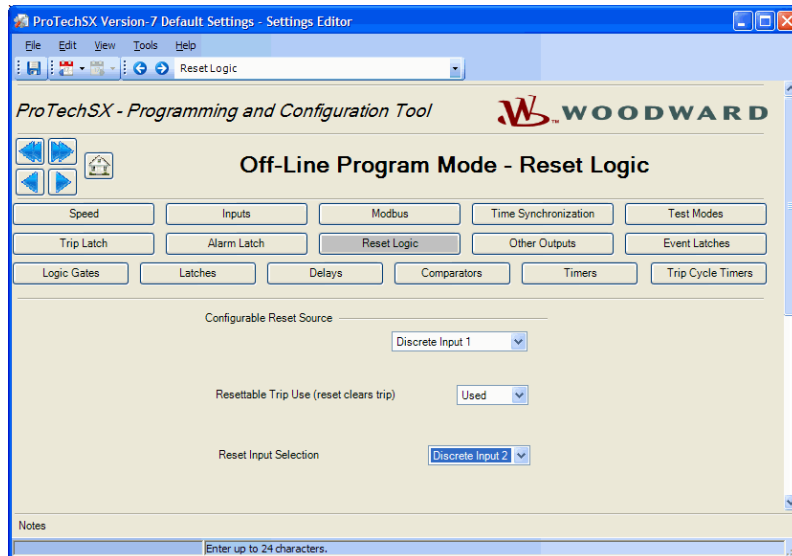 ProTechSX Version-7 Default Settings - Settings Editor
File Edit View Tools Help
Reset Logic
ProTechSX - Programming and Configuration Tool
WOODWARD
Off-Line Program Mode - Reset Logic
Speed Inputs Modbus Time Synchronization Test Modes
Trip Latch Alarm Latch Reset Logic Other Outputs Event Latches
Logic Gates Latches Delays Comparators Timers Trip Cycle Timers
Configurable Reset Source
Discrete Input 1
Resettable Trip Use (reset clears trip) Used
Reset Input Selection Discrete Input 2
Notes
Enter up to 24 characters.